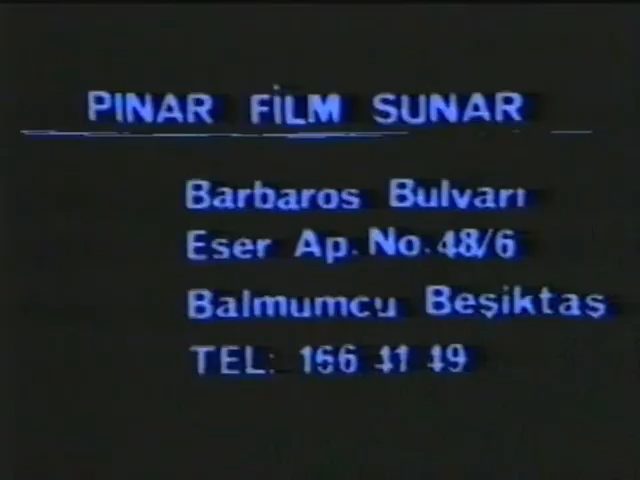 PINAR FİLM SUNAR
Barbaros Bulvarı
Eser Ap. No. 48/6
Balmumcu Beşiktaş
TEL: 166 41 49